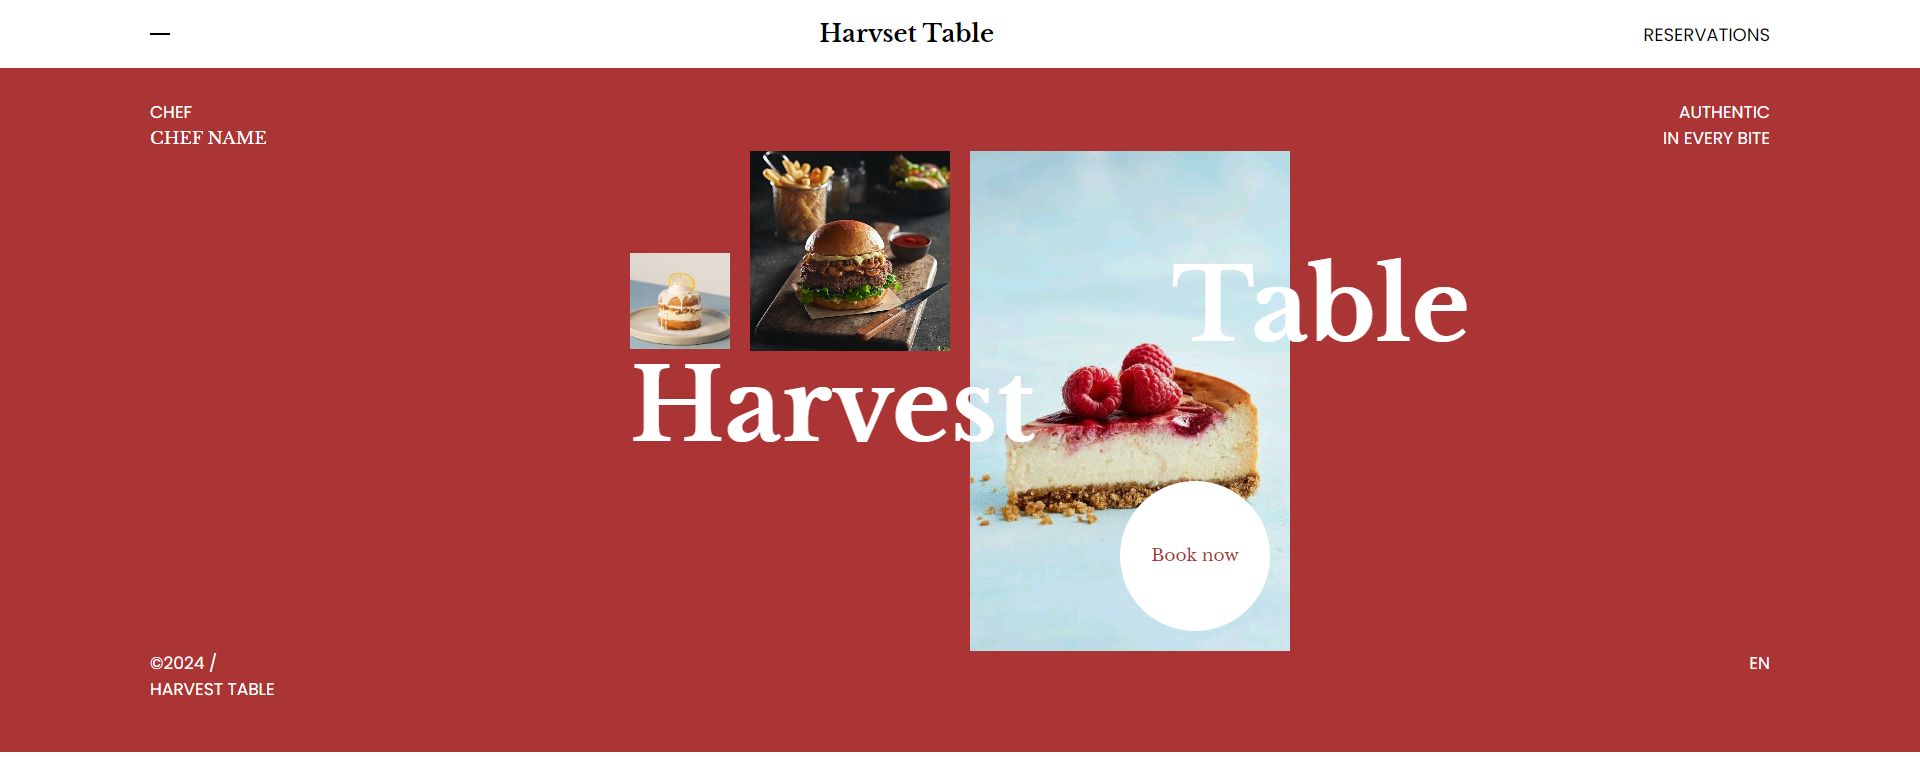 Harvset Table
RESERVATIONS
CHEF
CHEF NAME
AUTHENTIC
IN EVERY BITE
Table
Harvest
Book now
©2024 /
HARVEST TABLE
EN